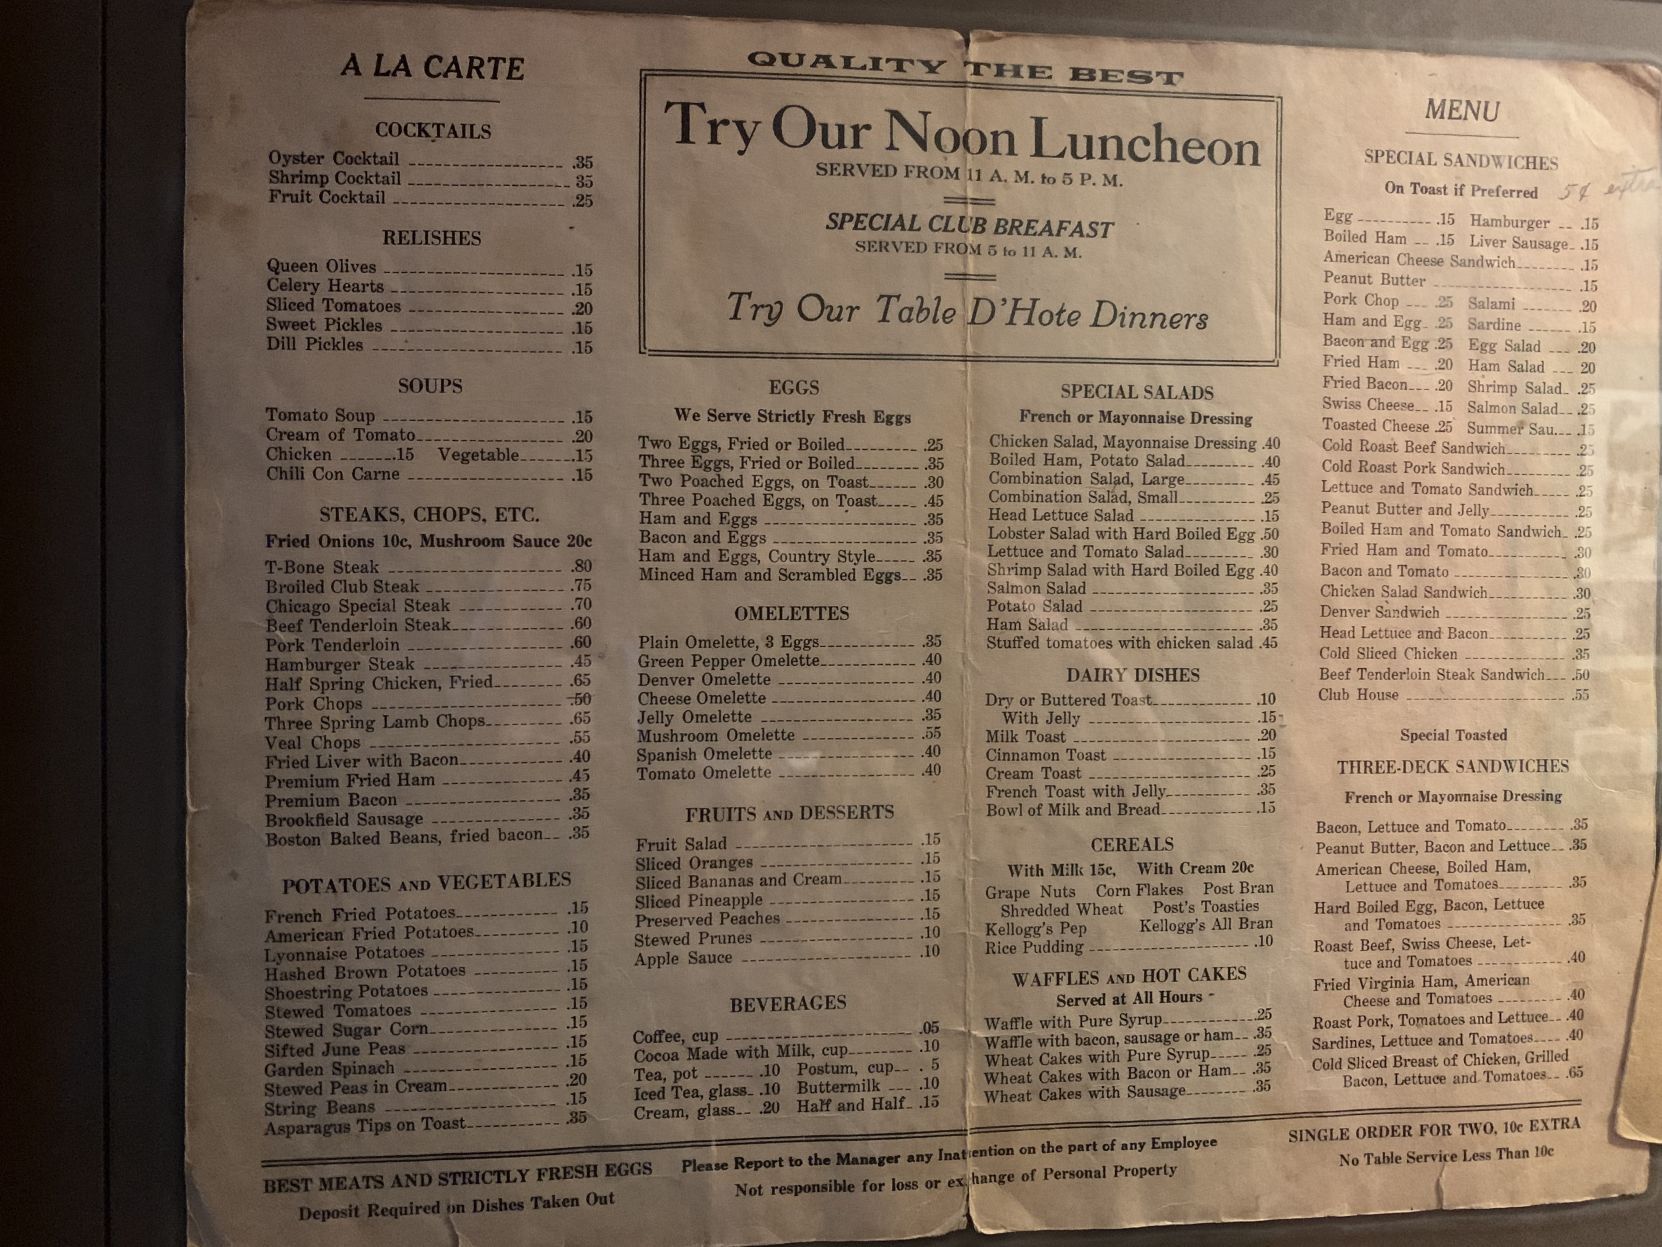 A LA CARTE
COCKTAILS
Oyster Cocktail .35
Shrimp Cocktail 35
Fruit Cocktail .25
RELISHES
Queen Olives .15
Celery Hearts .15
Sliced Tomatoes .20
Sweet Pickles .15
Dill Pickles .15
SOUPS
Tomato Soup .15
Cream of Tomato .20
Chicken .15 Vegetable .15
Chili Con Carne .15
STEAKS, CHOPS, ETC.
Fried Onions 10c, Mushroom Sauce 20c
T-Bone Steak .80
Broiled Club Steak .75
Chicago Special Steak .70
Beef Tenderloin Steak .60
Pork Tenderloin .60
Hamburger Steak .45
Half Spring Chicken, Fried .65
Pork Chops .50
Three Spring Lamb Chops .65
Veal Chops .55
Fried Liver with Bacon .40
Premium Fried Ham .45
Premium Bacon .35
Brookfield Sausage .35
Boston Baked Beans, fried bacon .35
POTATOES AND VEGETABLES
French Fried Potatoes .15
American Fried Potatoes .10
Lyonnaise Potatoes .15
Hashed Brown Potatoes .15
Shoestring Potatoes .15
Stewed Tomatoes .15
Stewed Sugar Corn .15
Sifted June Peas .15
Garden Spinach .15
Stewed Peas in Cream .20
String Beans .15
Asparagus Tips on Toast .35
QUALITY THE BEST
Try Our Noon Luncheon
SERVED FROM 11 A. M. to 5 P. M.
SPECIAL CLUB BREAFAST
SERVED FROM 5 to 11 A. M.
Try Our Table D'Hote Dinners
EGGS
We Serve Strictly Fresh Eggs
Two Eggs, Fried or Boiled .25
Three Eggs, Fried or Boiled .35
Two Poached Eggs, on Toast .30
Three Poached Eggs, on Toast .45
Ham and Eggs .35
Bacon and Eggs .35
Ham and Eggs, Country Style .35
Minced Ham and Scrambled Eggs .35
OMELETTES
Plain Omelette, 3 Eggs .35
Green Pepper Omelette .40
Denver Omelette .40
Cheese Omelette .40
Jelly Omelette .35
Mushroom Omelette .55
Spanish Omelette .40
Tomato Omelette .40
FRUITS AND DESSERTS
Fruit Salad .15
Sliced Oranges .15
Sliced Bananas and Cream .15
Sliced Pineapple .15
Preserved Peaches .15
Stewed Prunes .10
Apple Sauce .10
BEVERAGES
Coffee, cup .05
Cocoa Made with Milk, cup .10
Tea, pot .10 Postum, cup . 5
Iced Tea, glass .10 Buttermilk .10
Cream, glass .20 Half and Half .15
SPECIAL SALADS
French or Mayonnaise Dressing
Chicken Salad, Mayonnaise Dressing .40
Boiled Ham, Potato Salad .40
Combination Salad, Large .45
Combination Salad, Small .25
Head Lettuce Salad .15
Lobster Salad with Hard Boiled Egg .50
Lettuce and Tomato Salad .30
Shrimp Salad with Hard Boiled Egg .40
Salmon Salad .35
Potato Salad .25
Ham Salad .35
Stuffed tomatoes with chicken salad .45
DAIRY DISHES
Dry or Buttered Toast .10
With Jelly .15
Milk Toast .20
Cinnamon Toast .15
Cream Toast .25
French Toast with Jelly .35
Bowl of Milk and Bread .15
CEREALS
With Milk 15c, With Cream 20c
Grape Nuts Corn Flakes Post Bran
Shredded Wheat Post's Toasties
Kellogg's Pep Kellogg's All Bran
Rice Pudding .10
WAFFLES AND HOT CAKES
Served at All Hours -
Waffle with Pure Syrup .25
Waffle with bacon, sausage or ham .35
Wheat Cakes with Pure Syrup .25
Wheat Cakes with Bacon or Ham .35
Wheat Cakes with Sausage .35
MENU
SPECIAL SANDWICHES
On Toast if Preferred 5¢ extra
Egg .15 Hamburger .15
Boiled Ham .15 Liver Sausage .15
American Cheese Sandwich .15
Peanut Butter .15
Pork Chop .25 Salami .20
Ham and Egg .25 Sardine .15
Bacon and Egg .25 Egg Salad .20
Fried Ham .20 Ham Salad 20
Fried Bacon .20 Shrimp Salad .25
Swiss Cheese .15 Salmon Salad .25
Toasted Cheese .25 Summer Sau... .15
Cold Roast Beef Sandwich .25
Cold Roast Pork Sandwich .25
Lettuce and Tomato Sandwich .25
Peanut Butter and Jelly .25
Boiled Ham and Tomato Sandwich .25
Fried Ham and Tomato .30
Bacon and Tomato .30
Chicken Salad Sandwich .30
Denver Sandwich .25
Head Lettuce and Bacon .25
Cold Sliced Chicken .35
Beef Tenderloin Steak Sandwich .50
Club House .55
Special Toasted
THREE-DECK SANDWICHES
French or Mayonnaise Dressing
Bacon, Lettuce and Tomato .35
Peanut Butter, Bacon and Lettuce .35
American Cheese, Boiled Ham,
Lettuce and Tomatoes .35
Hard Boiled Egg, Bacon, Lettuce
and Tomatoes .35
Roast Beef, Swiss Cheese, Let-
tuce and Tomatoes .40
Fried Virginia Ham, American
Cheese and Tomatoes .40
Roast Pork, Tomatoes and Lettuce .40
Sardines, Lettuce and Tomatoes .40
Cold Sliced Breast of Chicken, Grilled
Bacon, Lettuce and Tomatoes .65
BEST MEATS AND STRICTLY FRESH EGGS
Deposit Required on Dishes Taken Out
Please Report to the Manager any Inattention on the part of any Employee
Not responsible for loss or exchange of Personal Property
SINGLE ORDER FOR TWO, 10c EXTRA
No Table Service Less Than 10c